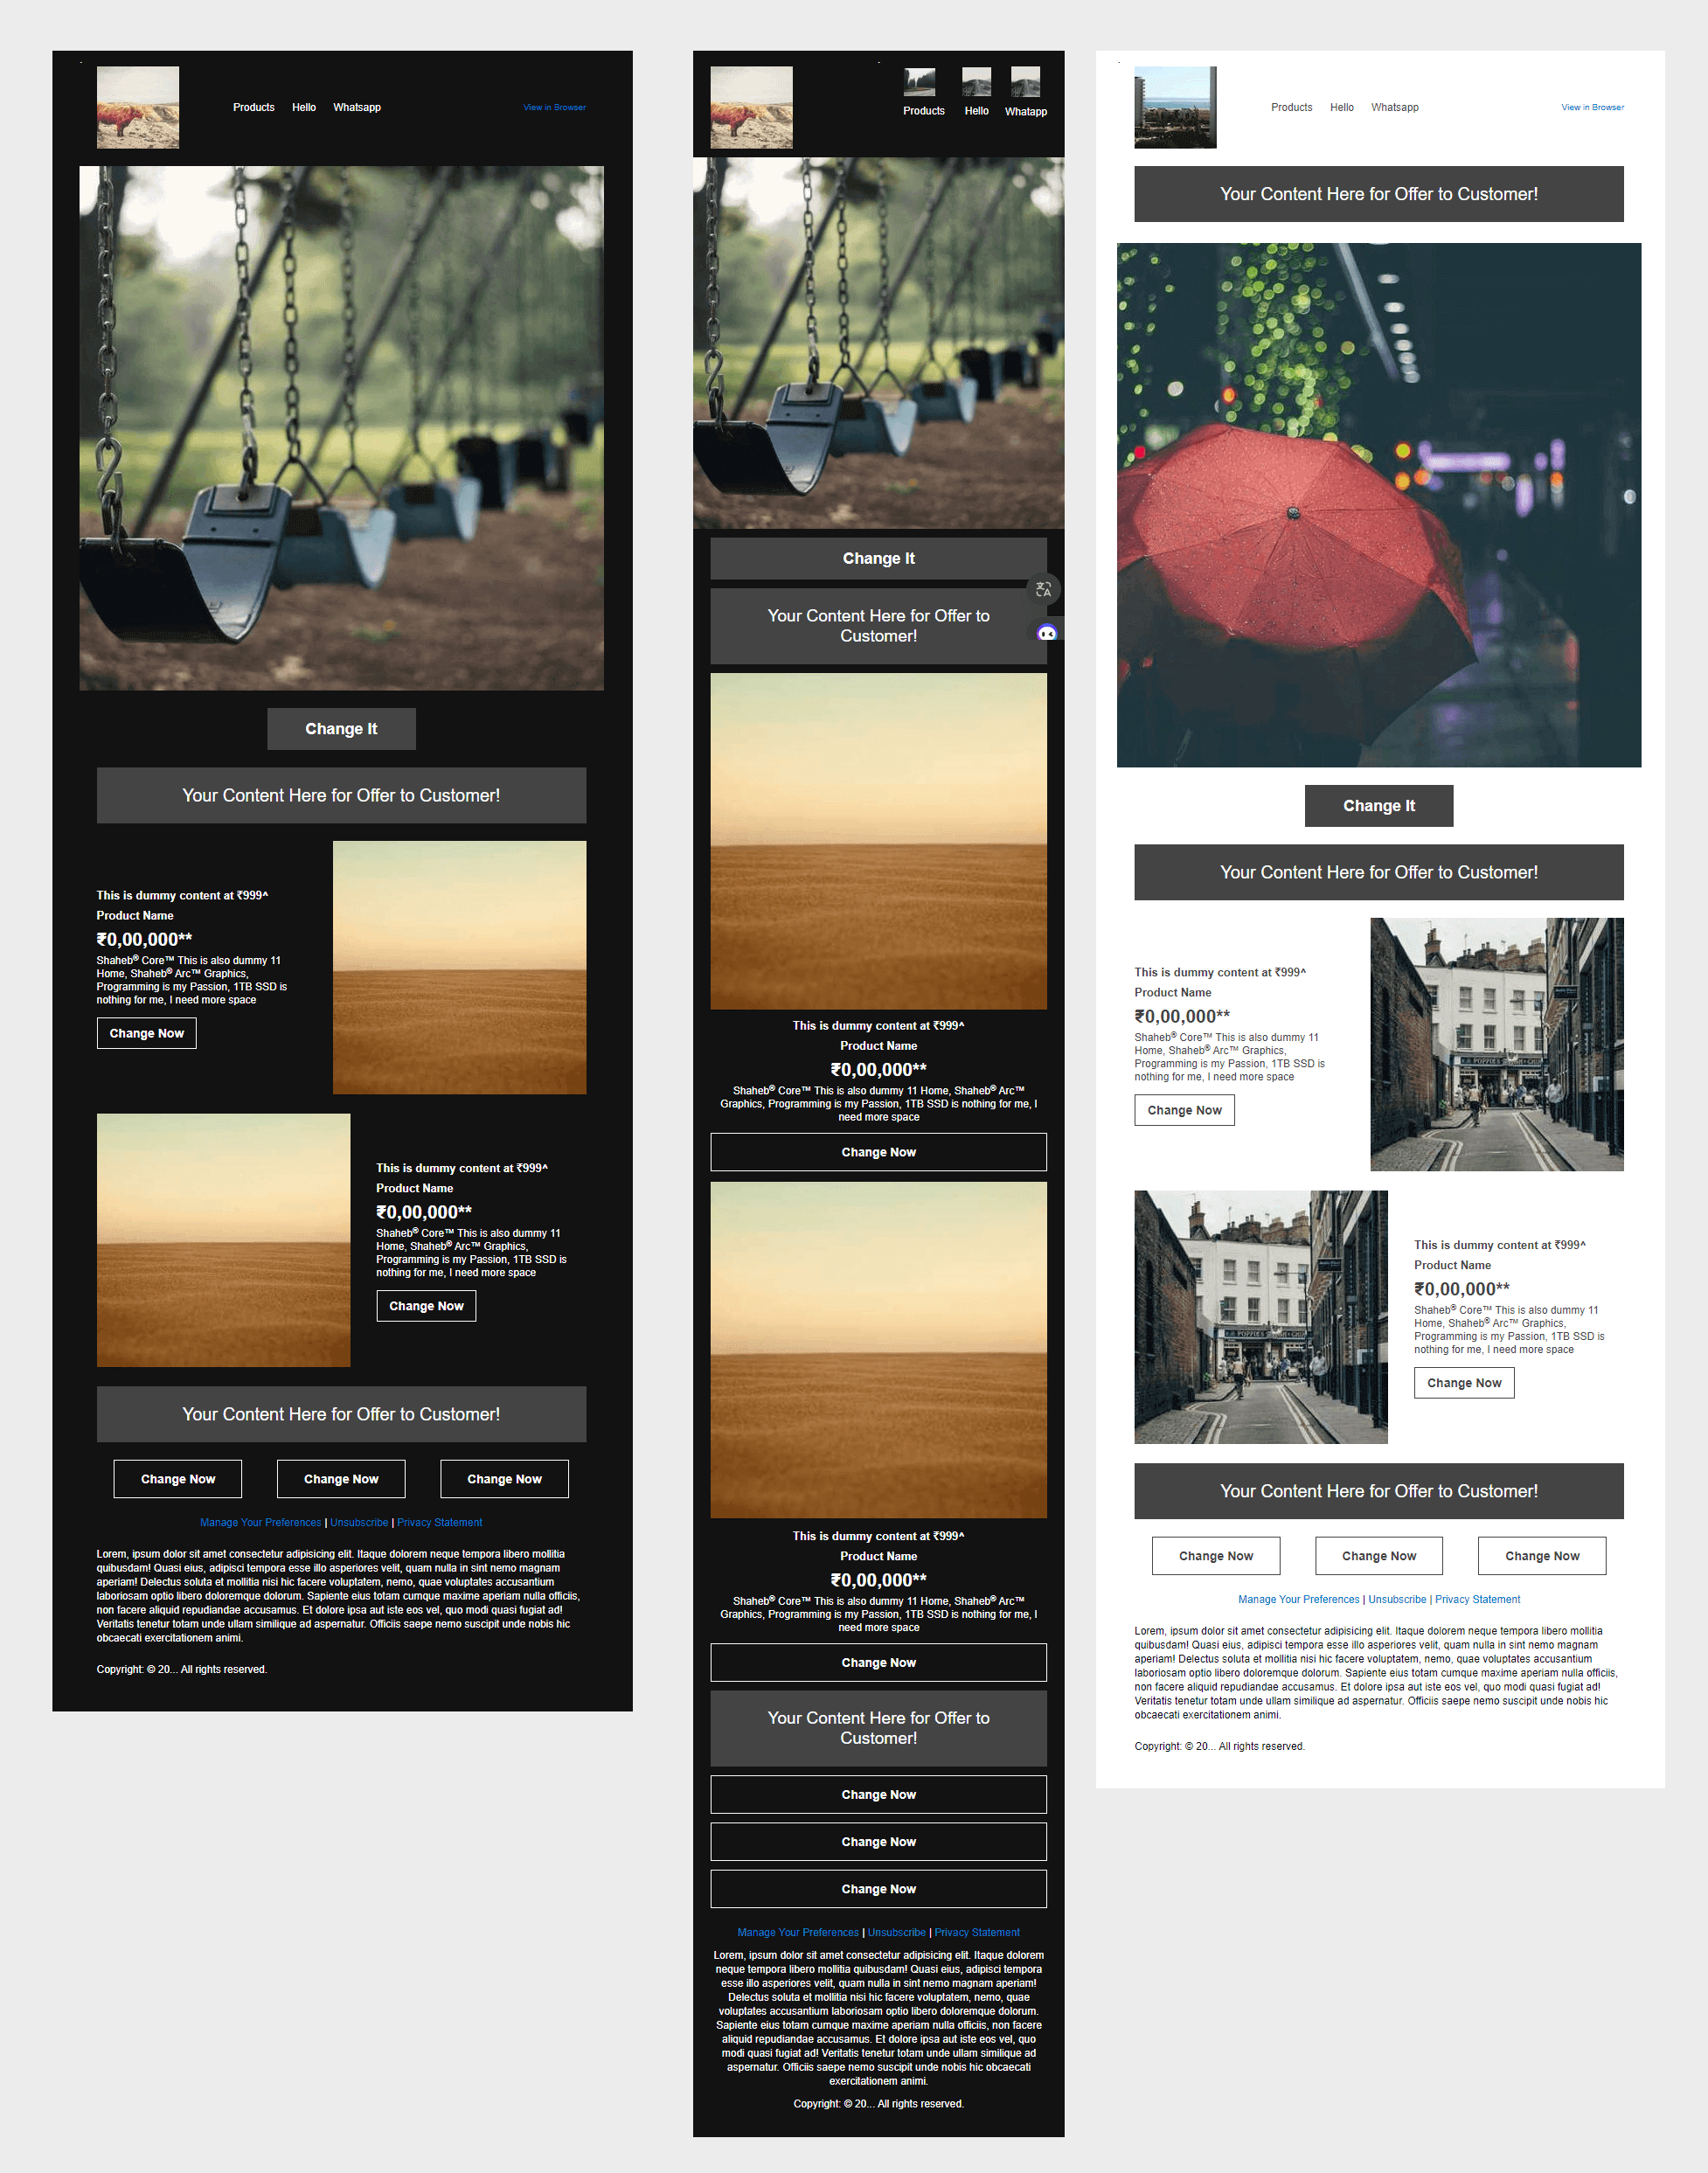 Products Hello Whatsapp View in Browser
Change It
Your Content Here for Offer to Customer!
This is dummy content at ₹999^
Product Name
₹0,00,000**
Shaheb® Core™ This is also dummy 11
Home, Shaheb® Arc™ Graphics,
Programming is my Passion, 1TB SSD is
nothing for me, I need more space
Change Now
This is dummy content at ₹999^
Product Name
₹0,00,000**
Shaheb® Core™ This is also dummy 11
Home, Shaheb® Arc™ Graphics,
Programming is my Passion, 1TB SSD is
nothing for me, I need more space
Change Now
Your Content Here for Offer to Customer!
Change Now Change Now Change Now
Manage Your Preferences | Unsubscribe | Privacy Statement
Lorem, ipsum dolor sit amet consectetur adipisicing elit. Itaque dolorem neque tempora libero mollitia
quibusdam! Quasi eius, adipisci tempora esse illo asperiores velit, quam nulla in sint nemo magnam
aperiam! Delectus soluta et mollitia nisi hic facere voluptatem, nemo, quae voluptates accusantium
laboriosam optio libero doloremque dolorum. Sapiente eius totam cumque maxime aperiam nulla officiis,
non facere aliquid repudiandae accusamus. Et dolore ipsa aut iste eos vel, quo modi quasi fugiat ad!
Veritatis tenetur totam unde ullam similique ad aspernatur. Officiis saepe nemo suscipit unde nobis hic
obcaecati exercitationem animi.
Copyright: © 20... All rights reserved.
Products Hello Whatapp
Change It
Your Content Here for Offer to
Customer!
This is dummy content at ₹999^
Product Name
₹0,00,000**
Shaheb® Core™ This is also dummy 11 Home, Shaheb® Arc™
Graphics, Programming is my Passion, 1TB SSD is nothing for me, I
need more space
Change Now
This is dummy content at ₹999^
Product Name
₹0,00,000**
Shaheb® Core™ This is also dummy 11 Home, Shaheb® Arc™
Graphics, Programming is my Passion, 1TB SSD is nothing for me, I
need more space
Change Now
Your Content Here for Offer to
Customer!
Change Now
Change Now
Change Now
Manage Your Preferences | Unsubscribe | Privacy Statement
Lorem, ipsum dolor sit amet consectetur adipisicing elit. Itaque dolorem
neque tempora libero mollitia quibusdam! Quasi eius, adipisci tempora
esse illo asperiores velit, quam nulla in sint nemo magnam aperiam!
Delectus soluta et mollitia nisi hic facere voluptatem, nemo, quae
voluptates accusantium laboriosam optio libero doloremque dolorum.
Sapiente eius totam cumque maxime aperiam nulla officiis, non facere
aliquid repudiandae accusamus. Et dolore ipsa aut iste eos vel, quo
modi quasi fugiat ad! Veritatis tenetur totam unde ullam similique ad
aspernatur. Officiis saepe nemo suscipit unde nobis hic obcaecati
exercitationem animi.
Copyright: © 20... All rights reserved.
Products Hello Whatsapp View in Browser
Your Content Here for Offer to Customer!
Change It
Your Content Here for Offer to Customer!
This is dummy content at ₹999^
Product Name
₹0,00,000**
Shaheb® Core™ This is also dummy 11
Home, Shaheb® Arc™ Graphics,
Programming is my Passion, 1TB SSD is
nothing for me, I need more space
Change Now
This is dummy content at ₹999^
Product Name
₹0,00,000**
Shaheb® Core™ This is also dummy 11
Home, Shaheb® Arc™ Graphics,
Programming is my Passion, 1TB SSD is
nothing for me, I need more space
Change Now
Your Content Here for Offer to Customer!
Change Now Change Now Change Now
Manage Your Preferences | Unsubscribe | Privacy Statement
Lorem, ipsum dolor sit amet consectetur adipisicing elit. Itaque dolorem neque tempora libero mollitia
quibusdam! Quasi eius, adipisci tempora esse illo asperiores velit, quam nulla in sint nemo magnam
aperiam! Delectus soluta et mollitia nisi hic facere voluptatem, nemo, quae voluptates accusantium
laboriosam optio libero doloremque dolorum. Sapiente eius totam cumque maxime aperiam nulla officiis,
non facere aliquid repudiandae accusamus. Et dolore ipsa aut iste eos vel, quo modi quasi fugiat ad!
Veritatis tenetur totam unde ullam similique ad aspernatur. Officiis saepe nemo suscipit unde nobis hic
obcaecati exercitationem animi.
Copyright: © 20... All rights reserved.